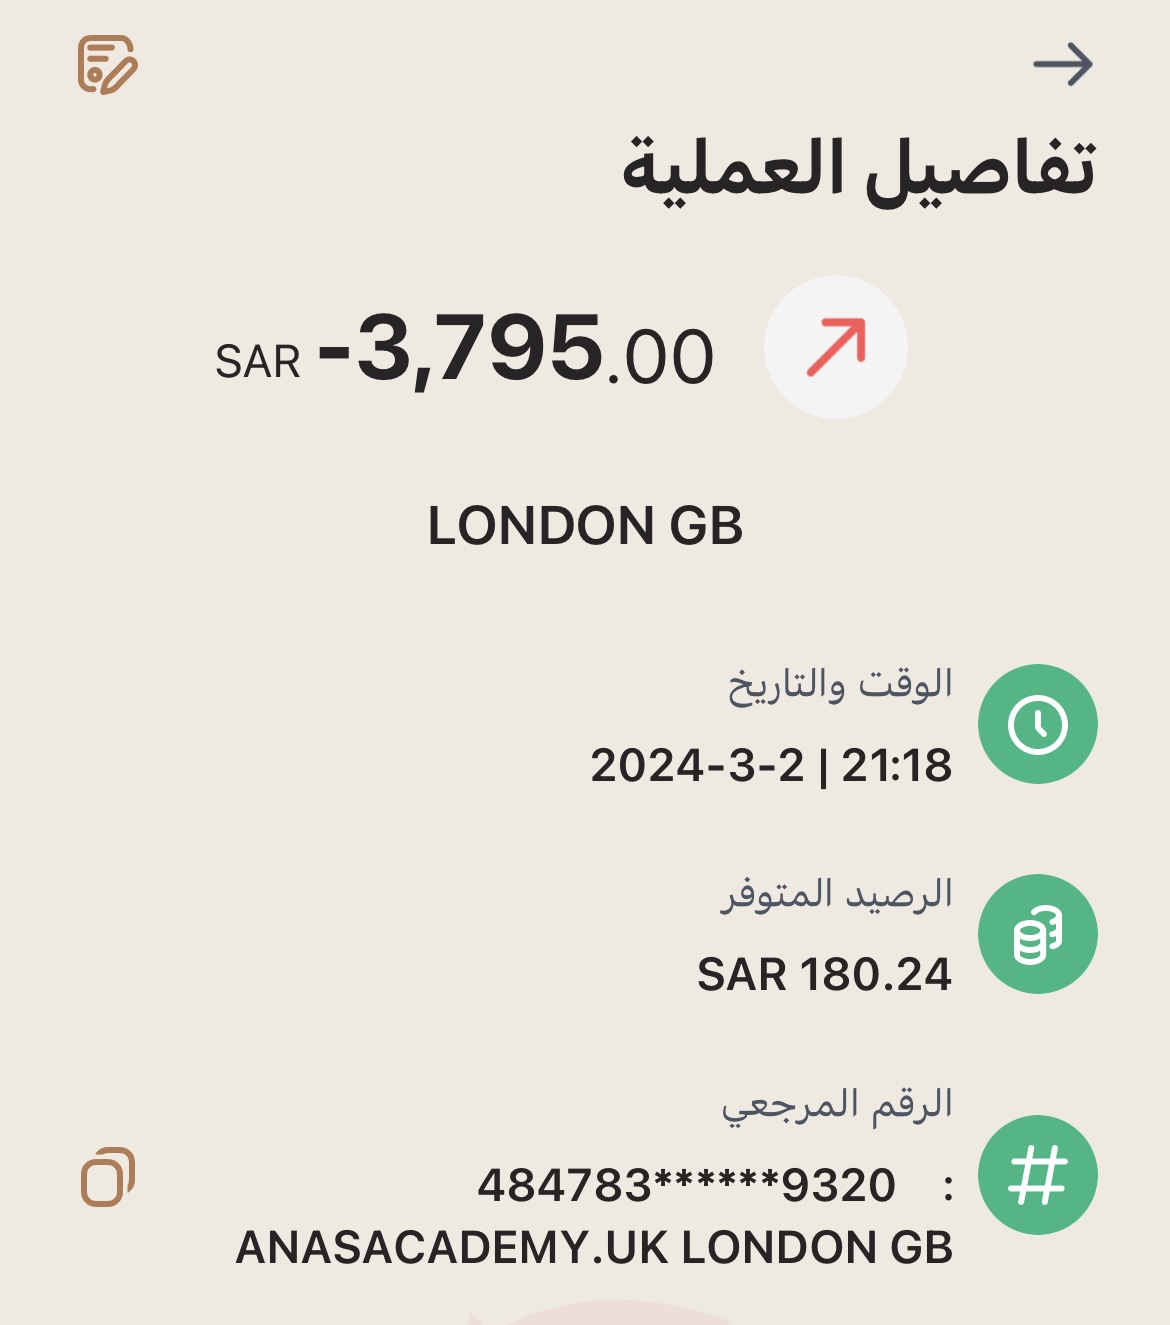 تفاصيل العملية
SAR -3,795.00
LONDON GB
الوقت والتاريخ
2024-3-2 | 21:18
الرصيد المتوفر
SAR 180.24
الرقم المرجعي
484783******9320 :
ANASACADEMY.UK LONDON GB